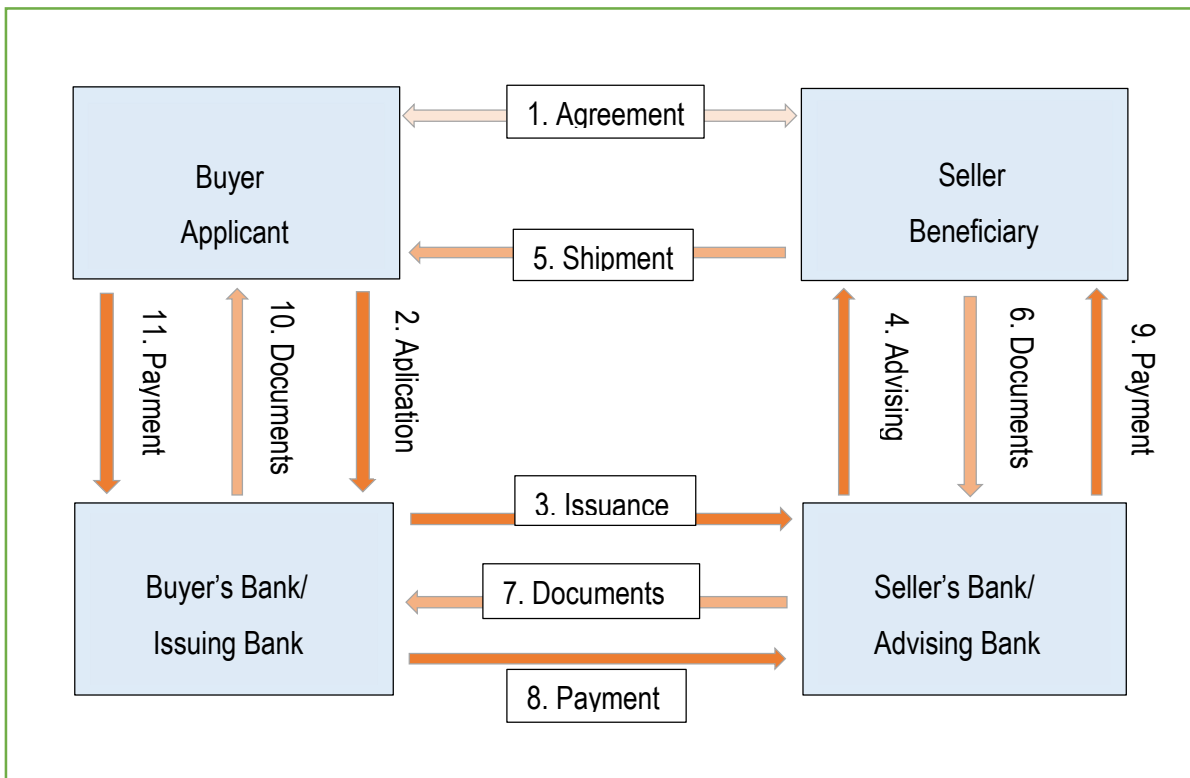 1. Agreement
Buyer
Applicant
Seller
Beneficiary
5. Shipment
11. Payment
10. Documents
2. Aplication
4. Advising
6. Documents
9. Payment
3. Issuance
Buyer's Bank/
Issuing Bank
7. Documents
Seller's Bank/
Advising Bank
8. Payment